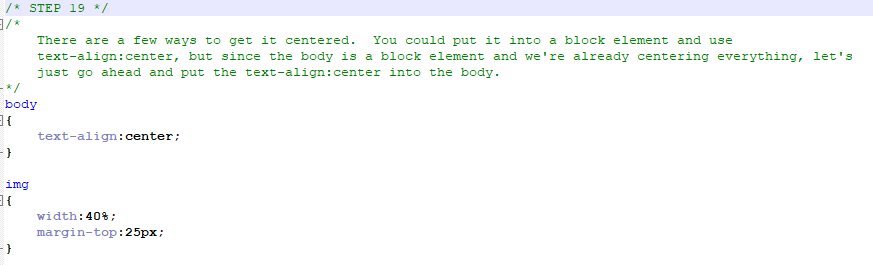 /* STEP 19 */
/*
There are a few ways to get it centered.  You could put it into a block element and use
text-align:center, but since the body is a block element and we're already centering everything, let's
just go ahead and put the text-align:center into the body.
*/
body
{
text-align:center;
}
img
{
width:40%;
margin-top:25px;
}